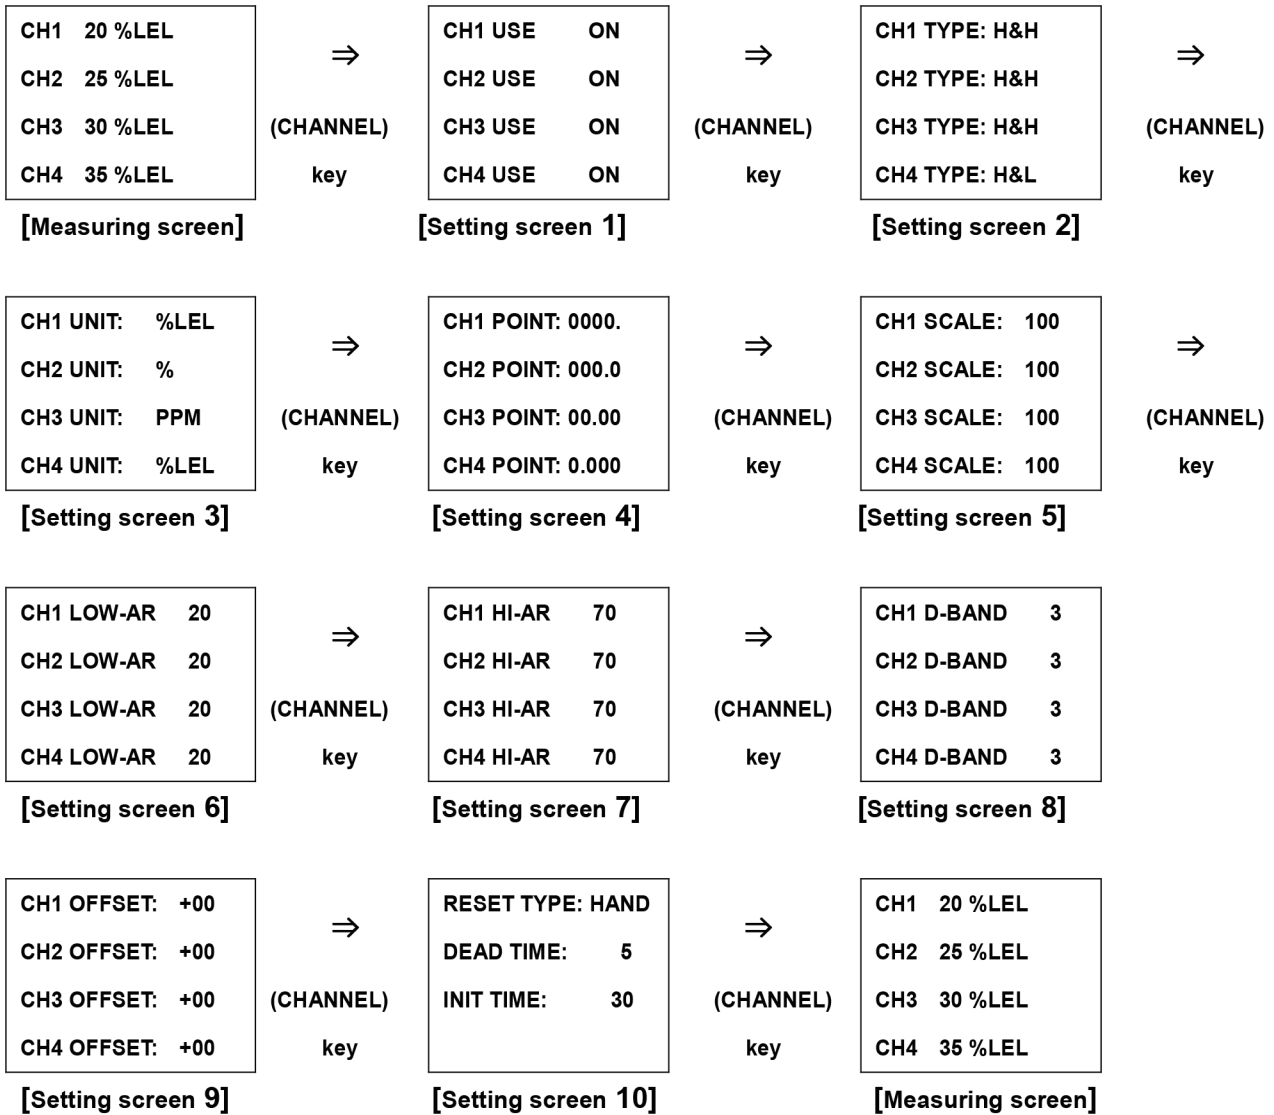 CH1 20 %LEL
CH2 25 %LEL
CH3 30 %LEL
CH4 35 %LEL
[Measuring screen]
⇒
(CHANNEL)
key
CH1 USE ON
CH2 USE ON
CH3 USE ON
CH4 USE ON
[Setting screen 1]
⇒
(CHANNEL)
key
CH1 TYPE: H&H
CH2 TYPE: H&H
CH3 TYPE: H&H
CH4 TYPE: H&L
[Setting screen 2]
⇒
(CHANNEL)
key
CH1 UNIT: %LEL
CH2 UNIT: %
CH3 UNIT: PPM
CH4 UNIT: %LEL
[Setting screen 3]
⇒
(CHANNEL)
key
CH1 POINT: 0000.
CH2 POINT: 000.0
CH3 POINT: 00.00
CH4 POINT: 0.000
[Setting screen 4]
⇒
(CHANNEL)
key
CH1 SCALE: 100
CH2 SCALE: 100
CH3 SCALE: 100
CH4 SCALE: 100
[Setting screen 5]
⇒
(CHANNEL)
key
CH1 LOW-AR 20
CH2 LOW-AR 20
CH3 LOW-AR 20
CH4 LOW-AR 20
[Setting screen 6]
⇒
(CHANNEL)
key
CH1 HI-AR 70
CH2 HI-AR 70
CH3 HI-AR 70
CH4 HI-AR 70
[Setting screen 7]
⇒
(CHANNEL)
key
CH1 D-BAND 3
CH2 D-BAND 3
CH3 D-BAND 3
CH4 D-BAND 3
[Setting screen 8]
CH1 OFFSET: +00
CH2 OFFSET: +00
CH3 OFFSET: +00
CH4 OFFSET: +00
[Setting screen 9]
⇒
(CHANNEL)
key
RESET TYPE: HAND
DEAD TIME: 5
INIT TIME: 30
[Setting screen 10]
⇒
(CHANNEL)
key
CH1 20 %LEL
CH2 25 %LEL
CH3 30 %LEL
CH4 35 %LEL
[Measuring screen]